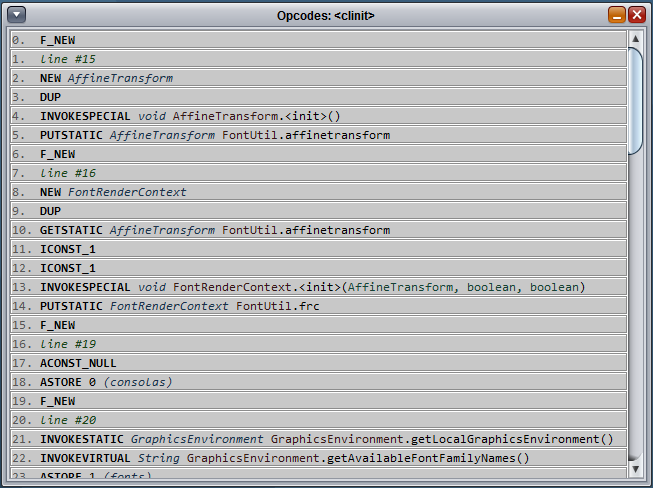 Opcodes: <clinit>
0. F_NEW
1. line #15
2. NEW AffineTransform
3. DUP
4. INVOKESPECIAL void AffineTransform.<init>()
5. PUTSTATIC AffineTransform FontUtil.affinetransform
6. F_NEW
7. line #16
8. NEW FontRenderContext
9. DUP
10. GETSTATIC AffineTransform FontUtil.affinetransform
11. ICONST_1
12. ICONST_1
13. INVOKESPECIAL void FontRenderContext.<init>(AffineTransform, boolean, boolean)
14. PUTSTATIC FontRenderContext FontUtil.frc
15. F_NEW
16. line #19
17. ACONST_NULL
18. ASTORE 0 (consolas)
19. F_NEW
20. line #20
21. INVOKESTATIC GraphicsEnvironment GraphicsEnvironment.getLocalGraphicsEnvironment()
22. INVOKEVIRTUAL String GraphicsEnvironment.getAvailableFontFamilyNames()
23. ASTORE 1 (fonts)